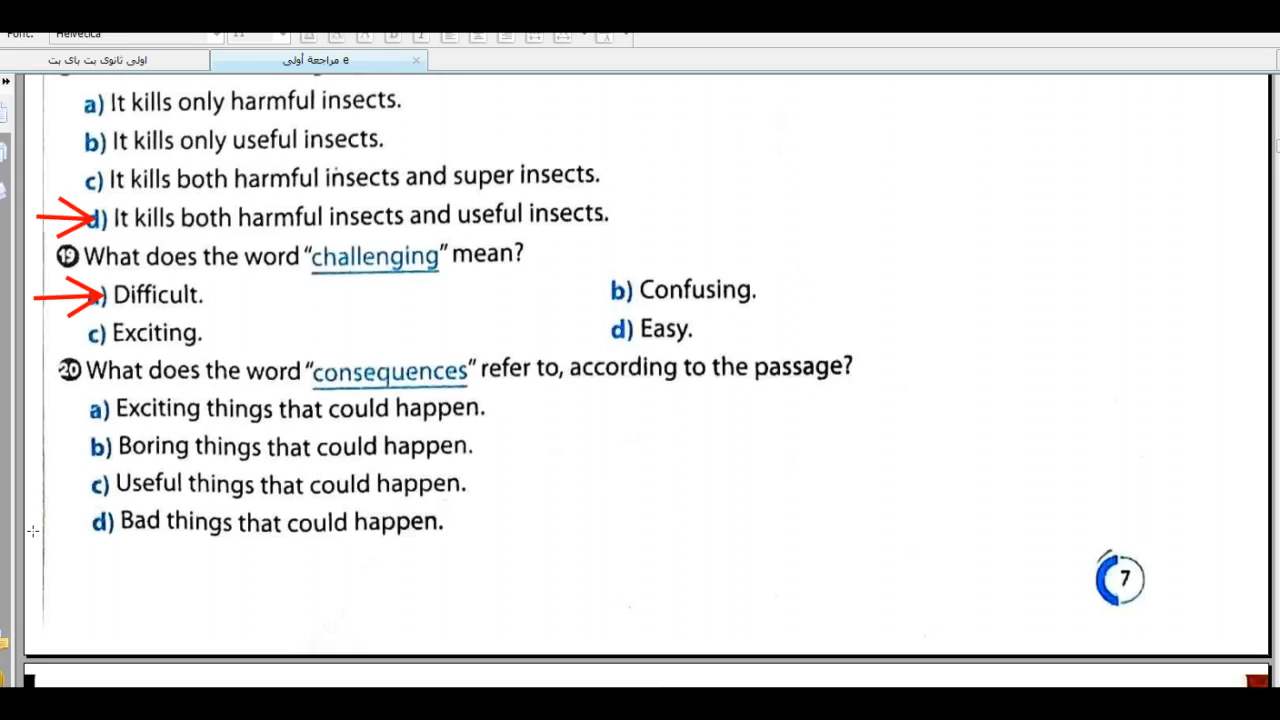 Font:
Helvetica
اولى ثانوى بت باى بت
مراجعة أولى e
a) It kills only harmful insects.
b) It kills only useful insects.
c) It kills both harmful insects and super insects.
d) It kills both harmful insects and useful insects.
19 What does the word “challenging” mean?
a) Difficult.
b) Confusing.
c) Exciting.
d) Easy.
20 What does the word “consequences” refer to, according to the passage?
a) Exciting things that could happen.
b) Boring things that could happen.
c) Useful things that could happen.
d) Bad things that could happen.
7